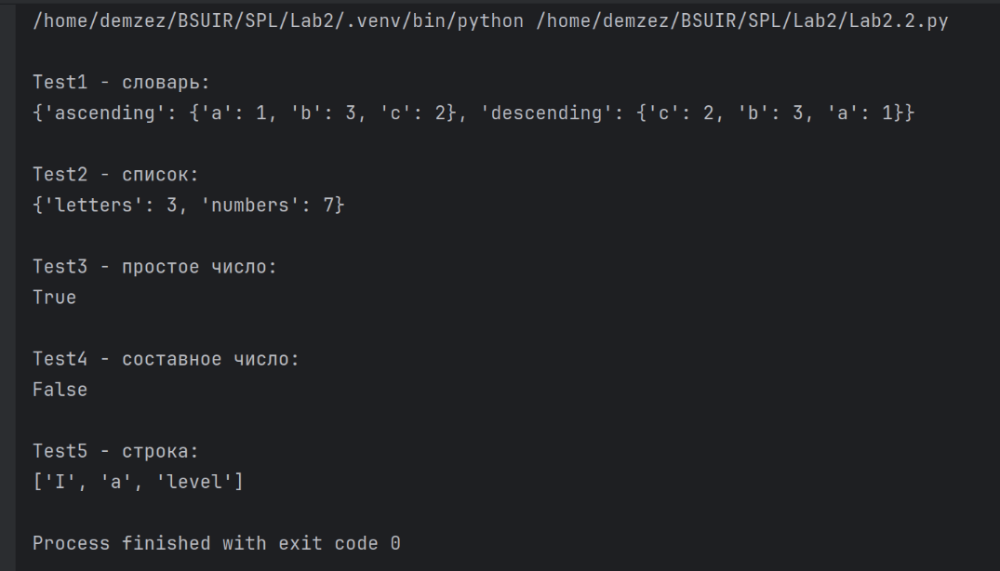 /home/demzez/BSUIR/SPL/Lab2/.venv/bin/python /home/demzez/BSUIR/SPL/Lab2/Lab2.2.py
Test1 - словарь:
{'ascending': {'a': 1, 'b': 3, 'c': 2}, 'descending': {'c': 2, 'b': 3, 'a': 1}}
Test2 - список:
{'letters': 3, 'numbers': 7}
Test3 - простое число:
True
Test4 - составное число:
False
Test5 - строка:
['I', 'a', 'level']
Process finished with exit code 0